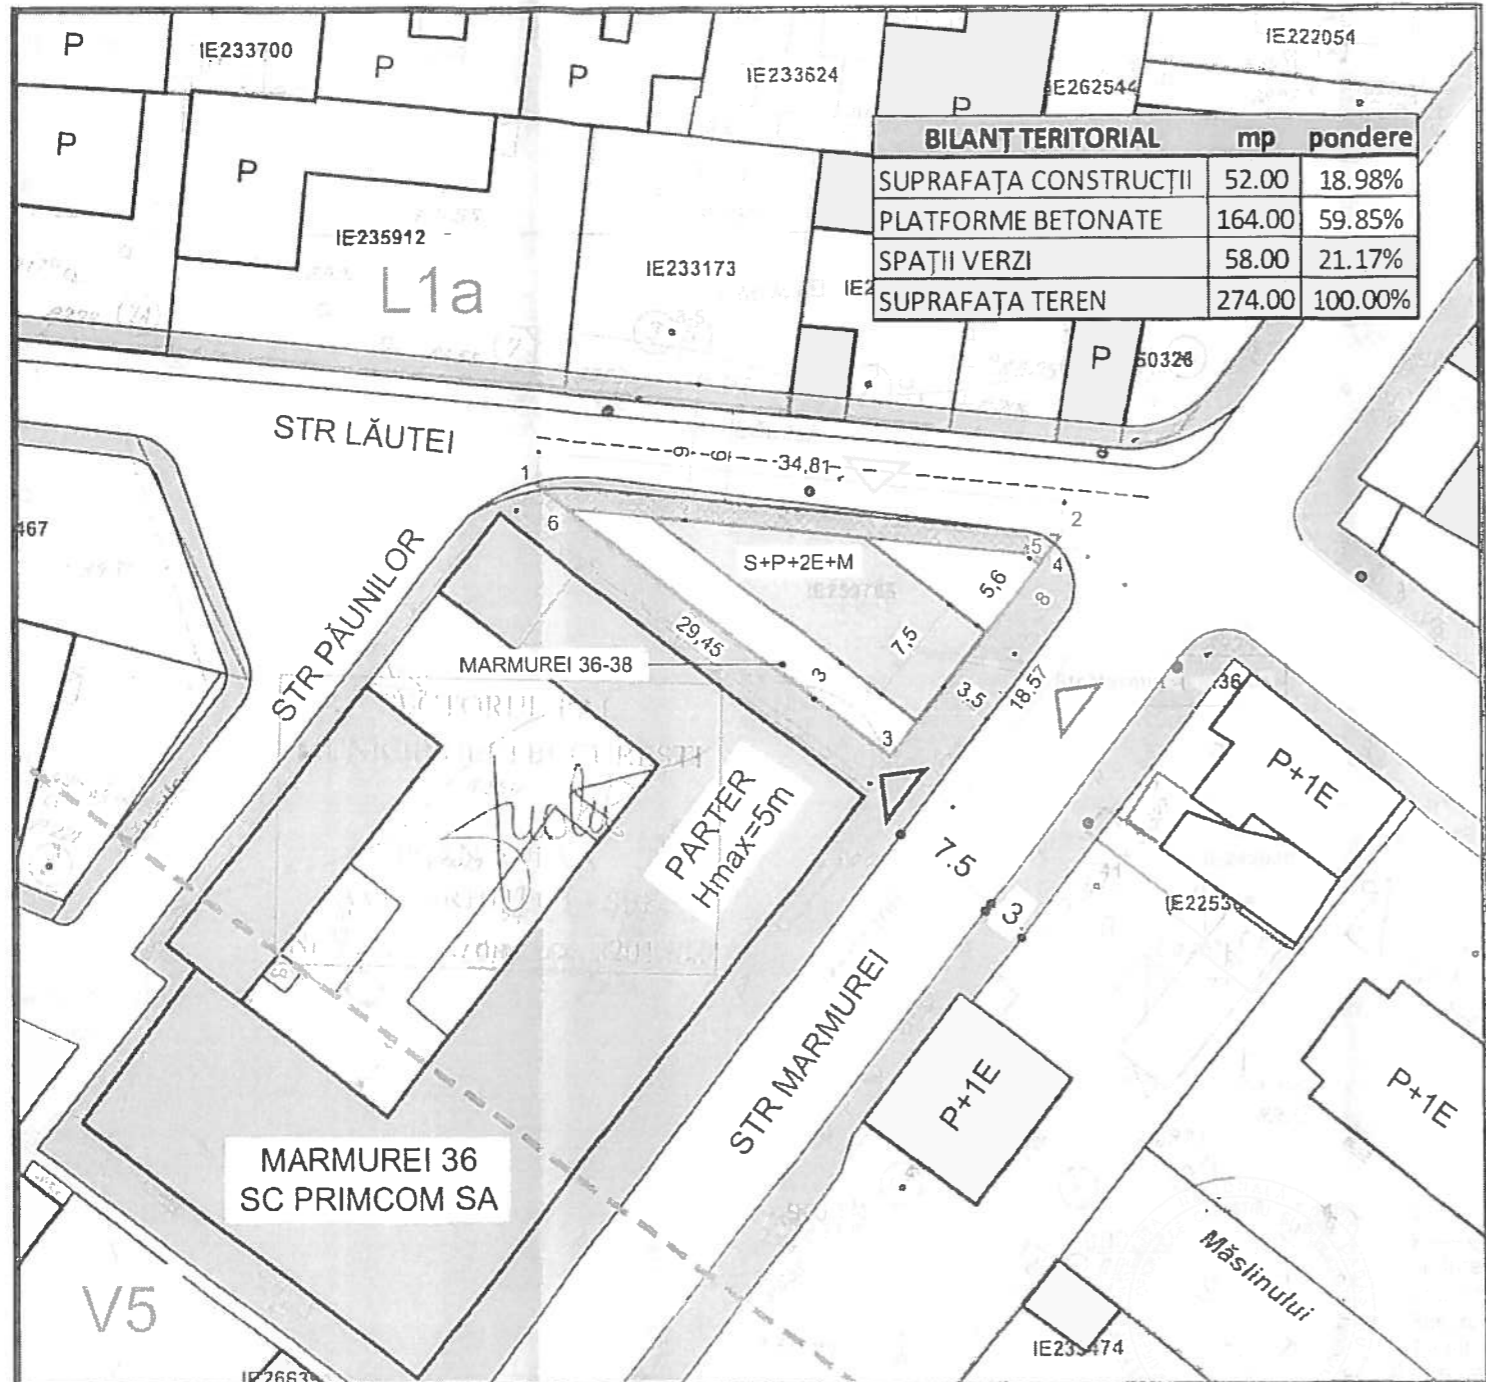 P
IE233700
P
P
IE233624
P
IE222054
P
P
IE235912
L1a
IE233173
BILANȚ TERITORIAL mp pondere
SUPRAFAȚA CONSTRUCȚII 52.00 18.98%
PLATFORME BETONATE 164.00 59.85%
SPAȚII VERZI 58.00 21.17%
SUPRAFAȚA TEREN 274.00 100.00%
P
STR LĂUTEI
34,81
1
2
6
5
7
4
8
S+P+2E+M
5,6
7,5
29,45
3
3.5
18.57
3
MARMUREI 36-38
STR PĂUNILOR
PARTER
Hmax=5m
7.5
3.
P+1E
STR MARMUREI
P+1E
P+1E
MARMUREI 36
SC PRIMCOM SA
Măslinului
V5